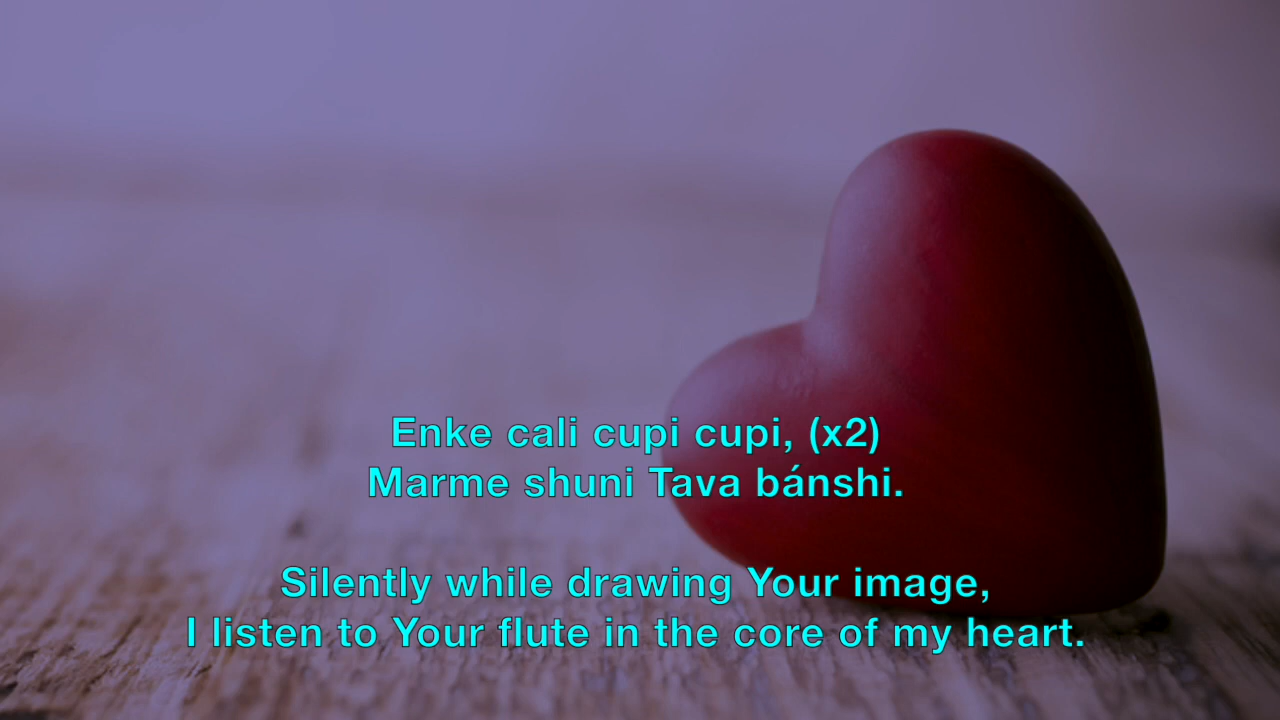 Enke cali cupi cupi, (x2)
Marme shuni Tava bánshi.
Silently while drawing Your image,
I listen to Your flute in the core of my heart.